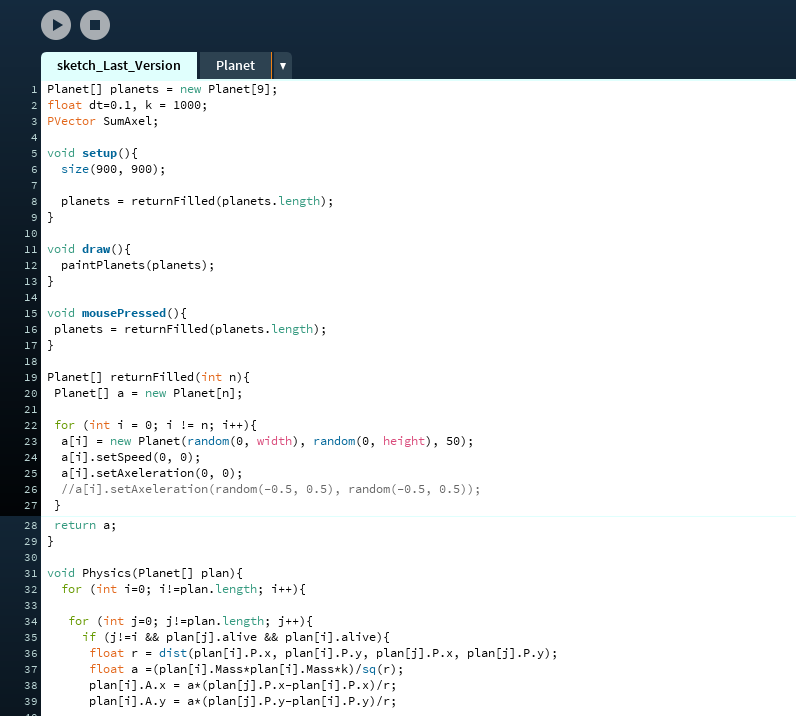 sketch_Last_Version Planet ▼
1 Planet[] planets = new Planet[9];
2 float dt=0.1, k = 1000;
3 PVector SumAxel;
4
5 void setup(){
6   size(900, 900);
7
8   planets = returnFilled(planets.length);
9 }
10
11 void draw(){
12   paintPlanets(planets);
13 }
14
15 void mousePressed(){
16  planets = returnFilled(planets.length);
17 }
18
19 Planet[] returnFilled(int n){
20  Planet[] a = new Planet[n];
21
22  for (int i = 0; i != n; i++){
23   a[i] = new Planet(random(0, width), random(0, height), 50);
24   a[i].setSpeed(0, 0);
25   a[i].setAxeleration(0, 0);
26   //a[i].setAxeleration(random(-0.5, 0.5), random(-0.5, 0.5));
27  }
28  return a;
29 }
30
31 void Physics(Planet[] plan){
32   for (int i=0; i!=plan.length; i++){
33
34    for (int j=0; j!=plan.length; j++){
35      if (j!=i && plan[j].alive && plan[i].alive){
36       float r = dist(plan[i].P.x, plan[i].P.y, plan[j].P.x, plan[j].P.y);
37       float a =(plan[i].Mass*plan[i].Mass*k)/sq(r);
38       plan[i].A.x = a*(plan[j].P.x-plan[i].P.x)/r;
39       plan[i].A.y = a*(plan[j].P.y-plan[i].P.y)/r;